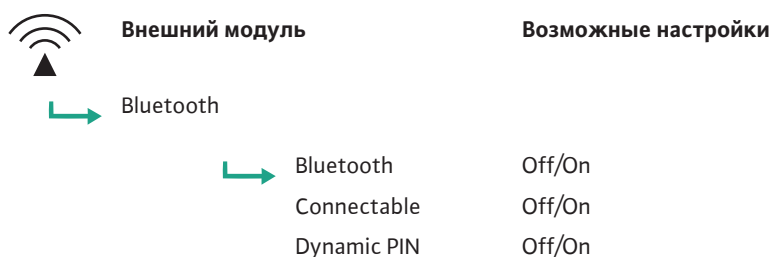 Внешний модуль Возможные настройки
Bluetooth
Bluetooth Off/On
Connectable Off/On
Dynamic PIN Off/On